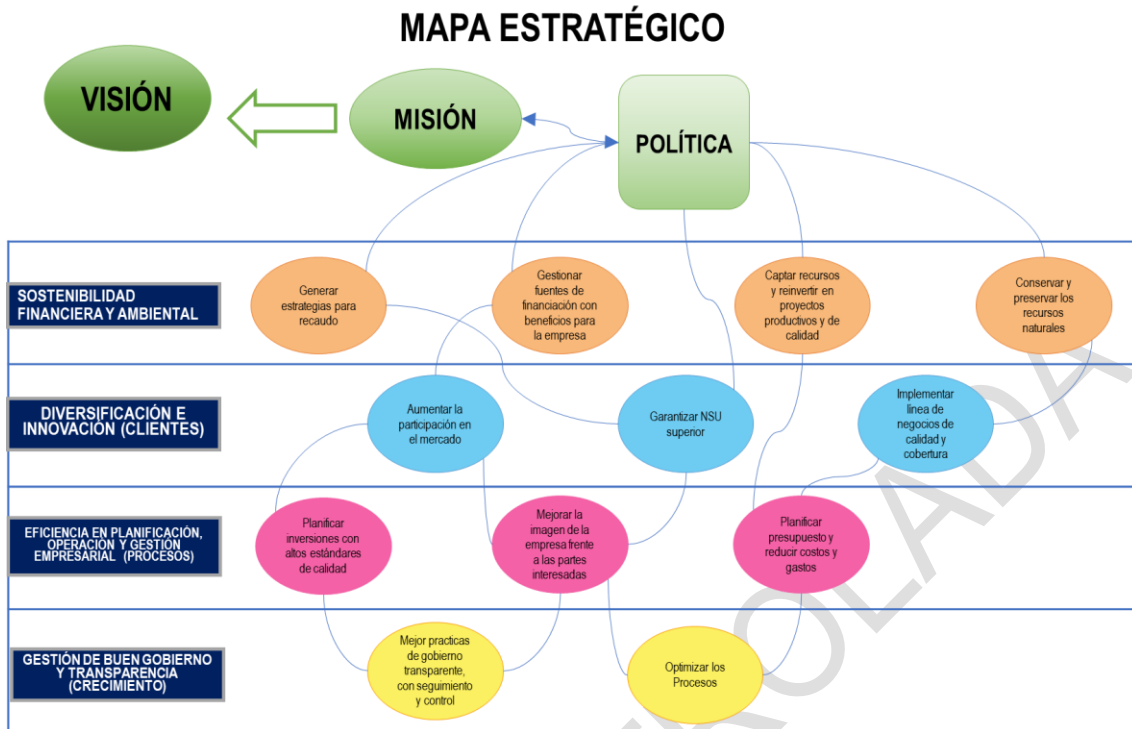 MAPA ESTRATÉGICO
VISIÓN
MISIÓN
POLÍTICA
SOSTENIBILIDAD
FINANCIERA Y AMBIENTAL
Generar
estrategias para
recaudo
Gestionar
fuentes de
financiación con
beneficios para
la empresa
Captar recursos
y reinvertir en
proyectos
productivos y de
calidad
Conservar y
preservar los
recursos
naturales
DIVERSIFICACIÓN E
INNOVACIÓN (CLIENTES)
Aumentar la
participación en
el mercado
Garantizar NSU
superior
Implementar
línea de
negocios de
calidad y
cobertura
EFICIENCIA EN PLANIFICACIÓN,
OPERACIÓN Y GESTIÓN
EMPRESARIAL (PROCESOS)
Planificar
inversiones con
altos estándares
de calidad
Mejorar la
imagen de la
empresa frente
a las partes
interesadas
Planificar
presupuesto y
reducir costos y
gastos
GESTIÓN DE BUEN GOBIERNO
Y TRANSPARENCIA
(CRECIMIENTO)
Mejor practicas
de gobierno
transparente,
con seguimiento
y control
Optimizar los
Procesos
ROLADA